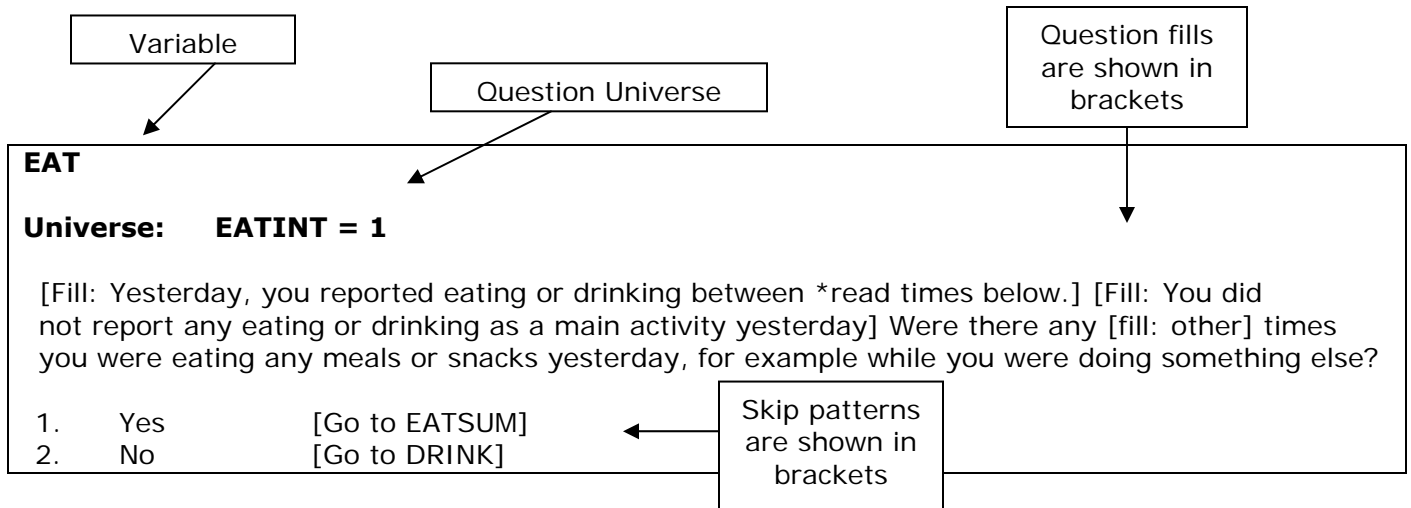 Variable
Question Universe
Question fills
are shown in
brackets
EAT
Universe: EATINT = 1
[Fill: Yesterday, you reported eating or drinking between *read times below.] [Fill: You did
not report any eating or drinking as a main activity yesterday] Were there any [fill: other] times
you were eating any meals or snacks yesterday, for example while you were doing something else?
1. Yes [Go to EATSUM]
2. No [Go to DRINK]
Skip patterns
are shown in
brackets